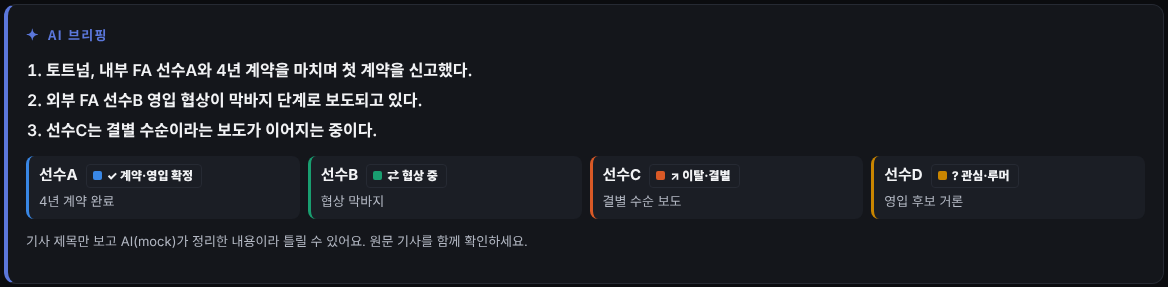 ✦ AI 브리핑
1. 토트넘, 내부 FA 선수A와 4년 계약을 마치며 첫 계약을 신고했다.
2. 외부 FA 선수B 영입 협상이 막바지 단계로 보도되고 있다.
3. 선수C는 결별 수순이라는 보도가 이어지는 중이다.
선수A ✓ 계약·영입 확정
4년 계약 완료
선수B ⇄ 협상 중
협상 막바지
선수C ↗ 이탈·결별
결별 수순 보도
선수D ? 관심·루머
영입 후보 거론
기사 제목만 보고 AI(mock)가 정리한 내용이라 틀릴 수 있어요. 원문 기사를 함께 확인하세요.